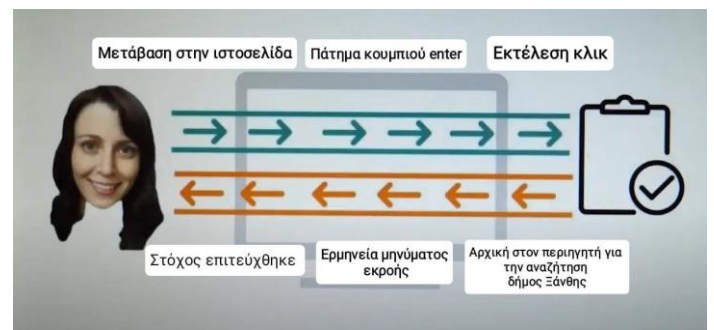 Μετάβαση στην ιστοσελίδα
Πάτημα κουμπιού enter
Εκτέλεση κλικ
Στόχος επιτεύχθηκε
Ερμηνεία μηνύματος
εκροής
Αρχική στον περιηγητή για
την αναζήτηση
δήμος Ξάνθης